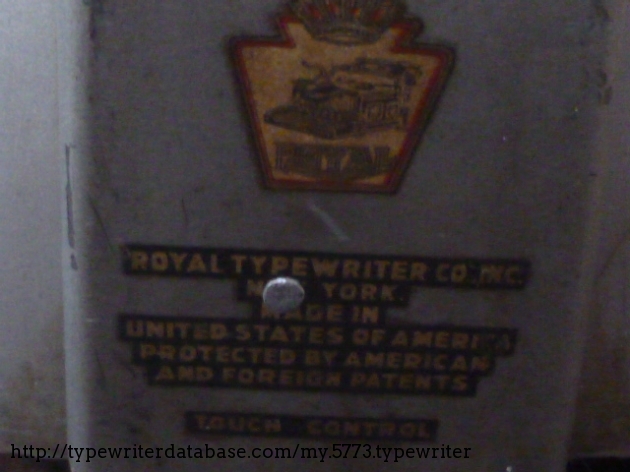 ROYAL
ROYAL TYPEWRITER CO. INC.
YORK.
MADE IN
UNITED STATES OF AMERICA
PROTECTED BY AMERICAN
AND FOREIGN PATENTS
TOUCH CONTROL
http://typewriterdatabase.com/my.5773.typewriter